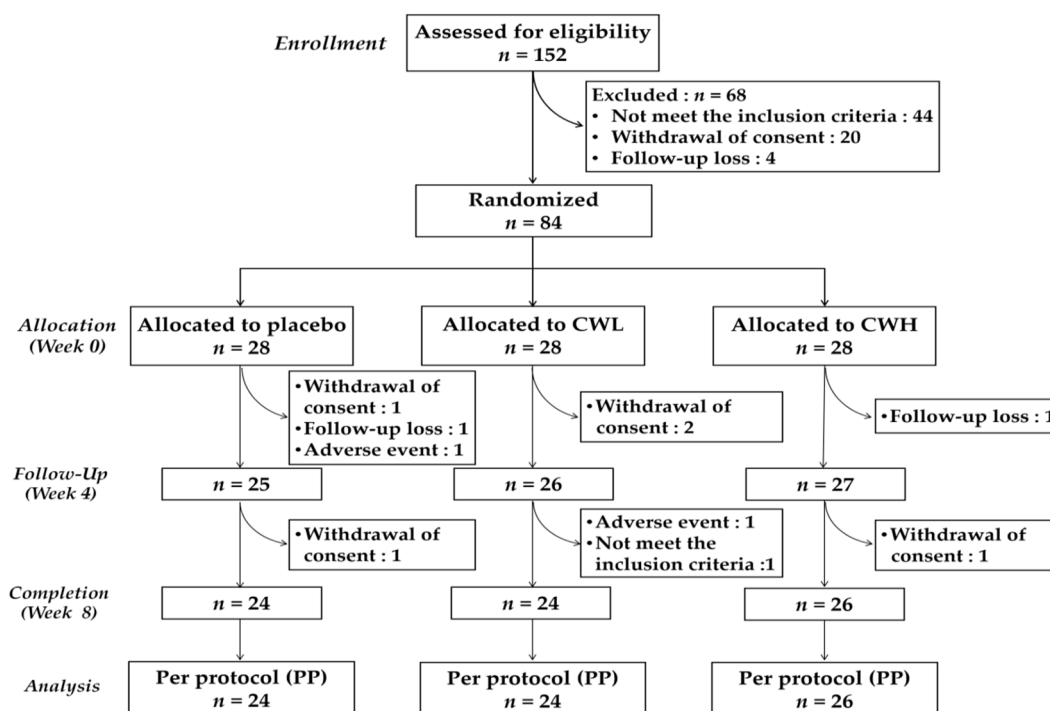 Enrollment
Assessed for eligibility
n = 152
Excluded : n = 68
• Not meet the inclusion criteria : 44
• Withdrawal of consent : 20
• Follow-up loss : 4
Randomized
n = 84
Allocation
(Week 0)
Allocated to placebo
n = 28
Allocated to CWL
n = 28
Allocated to CWH
n = 28
•Withdrawal of
consent : 1
•Follow-up loss : 1
•Adverse event : 1
•Withdrawal of
consent : 2
•Follow-up loss : 1
Follow-Up
(Week 4)
n = 25
n = 26
n = 27
•Withdrawal of
consent : 1
•Adverse event : 1
•Not meet the
inclusion criteria :1
•Withdrawal of
consent : 1
Completion
(Week 8)
n = 24
n = 24
n = 26
Analysis
Per protocol (PP)
n = 24
Per protocol (PP)
n = 24
Per protocol (PP)
n = 26